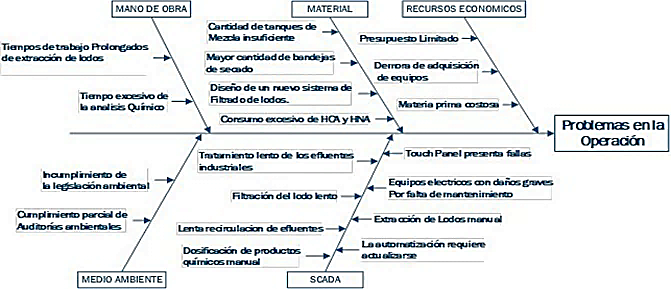 MANO DE OBRA
MATERIAL
RECURSOS ECONOMICOS
Tiempos de trabajo Prolongados
de extracción de lodos
Tiempo excesivo de
la analisis Químico
Cantidad de tanques de
Mezcla insuficiente
Mayor cantidad de bandejas
de secado
Diseño de un nuevo sistema de
Filtrado de lodos.
Consumo excesivo de HCA y HNA
Presupuesto Limitado
Demora de adquisición
de equipos
Materia prima costosa
Problemas en la
Operación
Incumplimiento de
la legislación ambiental
Cumplimiento parcial de
Auditorías ambientales
Tratamiento lento de los efluentes
industriales
Filtración del lodo lento
Lenta recirculacion de efluentes
Dosificación de productos
químicos manual
Touch Panel presenta fallas
Equipos electricos con daños graves
Por falta de mantenimiento
Extracción de Lodos manual
La automatización requiere
actualizarse
MEDIO AMBIENTE
SCADA